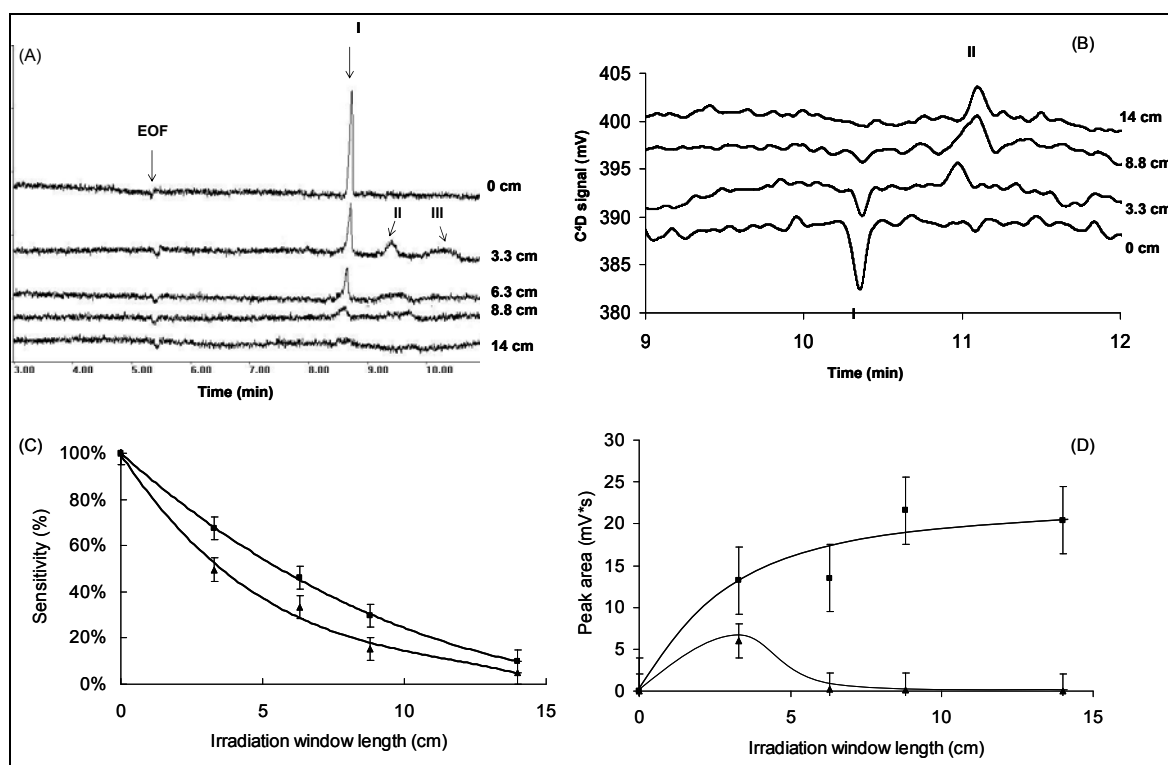 (A)
I
EOF
0 cm
II
III
3.3 cm
6.3 cm
8.8 cm
14 cm
3.00 4.00 5.00 6.00 7.00 8.00 9.00 10.00
Time (min)
(B)
II
405
400
395
390
385
380
C⁴D signal (mV)
14 cm
8.8 cm
3.3 cm
0 cm
I
9 10 11 12
Time (min)
(C)
100%
80%
60%
40%
20%
0%
Sensitivity (%)
0 5 10 15
Irradiation window length (cm)
(D)
30
25
20
15
10
5
0
Peak area (mV*s)
0 5 10 15
Irradiation window length (cm)